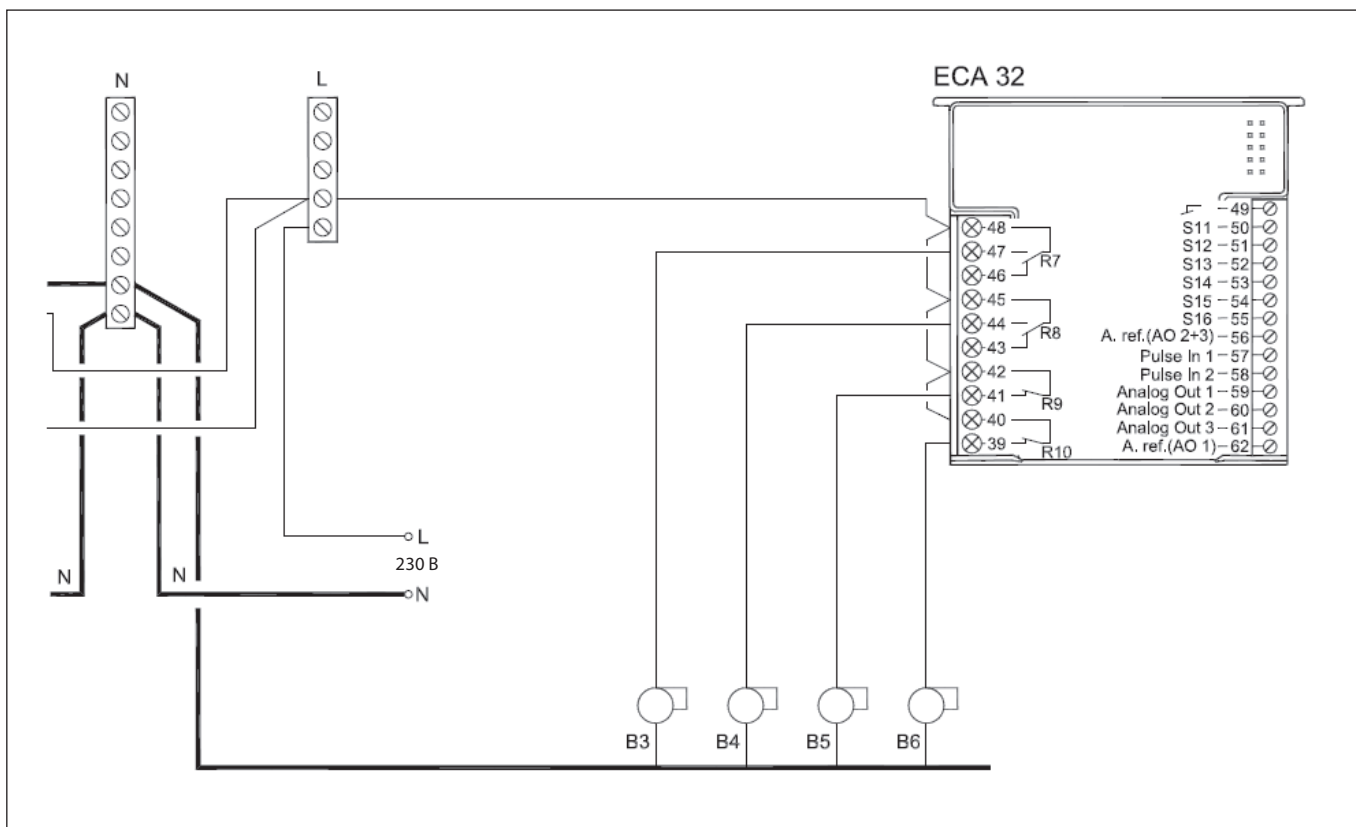 N
L
ECA 32
48
47
46
R7
45
44
43
R8
42
41
R9
40
39
R10
49
S11 50
S12 51
S13 52
S14 53
S15 54
S16 55
A. ref.(AO 2+3) 56
Pulse In 1 57
Pulse In 2 58
Analog Out 1 59
Analog Out 2 60
Analog Out 3 61
A. ref.(AO 1) 62
L
230 В
N
N
N
B3
B4
B5
B6